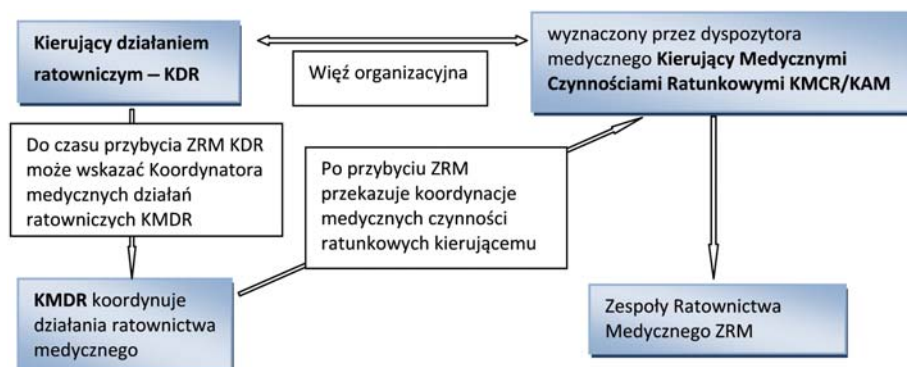 Kierujący działaniem
ratowniczym – KDR
Więź organizacyjna
wyznaczony przez dyspozytora
medycznego Kierujący Medycznymi
Czynnościami Ratunkowymi KMCR/KAM
Do czasu przybycia ZRM KDR
może wskazać Koordynatora
medycznych działań
ratowniczych KMDR
Po przybyciu ZRM
przekazuje koordynacje
medycznych czynności
ratunkowych kierującemu
KMDR koordynuje
działania ratownictwa
medycznego
Zespoły Ratownictwa
Medycznego ZRM